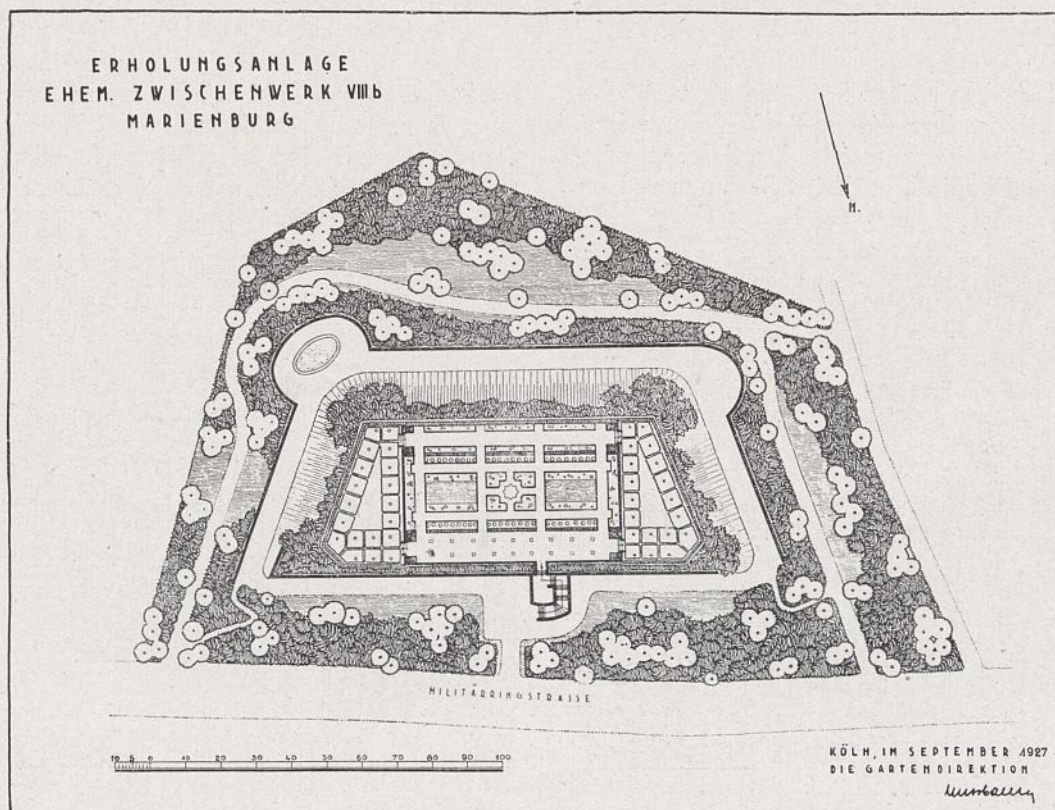 ERHOLUNGSANLAGE
EHEM. ZWISCHENWERK VIII b
MARIENBURG
N.
MILITÄRRINGSTRASSE
10 5 0 10 20 30 40 50 60 70 80 90 100
KÖLN, IM SEPTEMBER 1927
DIE GARTENDIREKTION